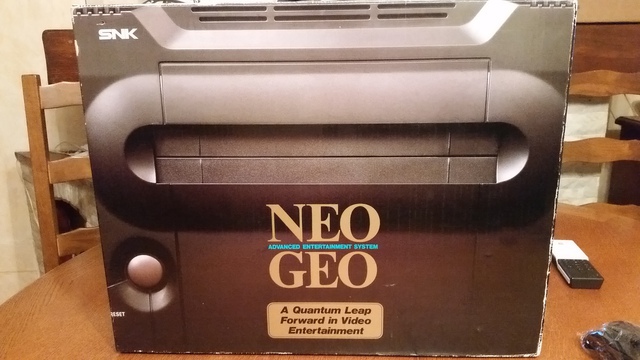 SNK
NEO
ADVANCED ENTERTAINMENT SYSTEM
GEO
A Quantum Leap
Forward in Video
Entertainment
RESET